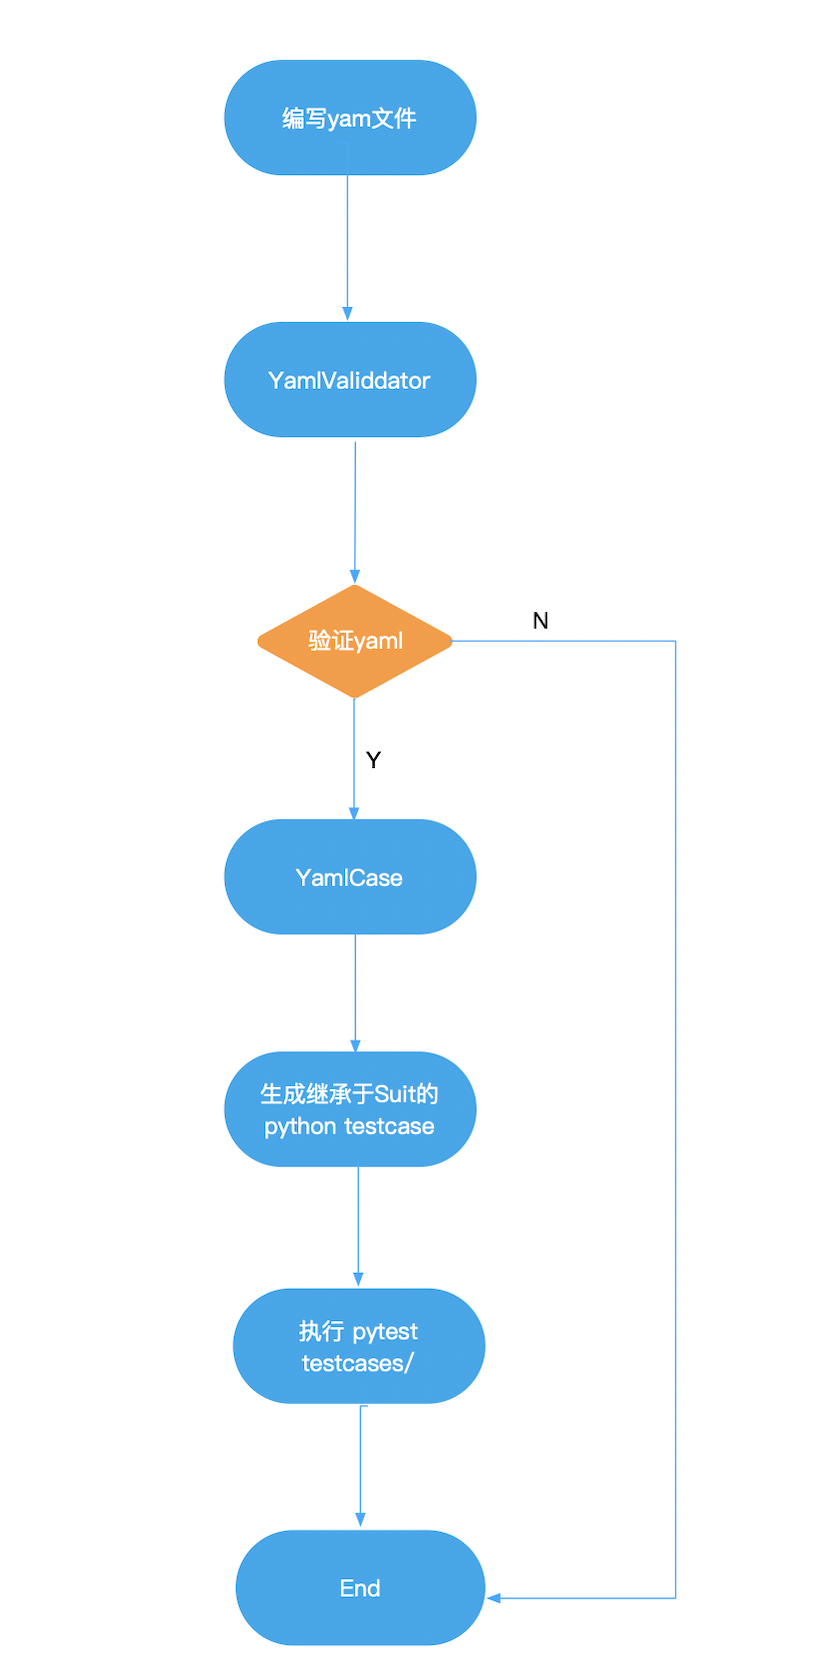 编写yam文件
YamlValiddator
验证yaml
N
Y
YamlCase
生成继承于Suit的
python testcase
执行 pytest
testcases/
End